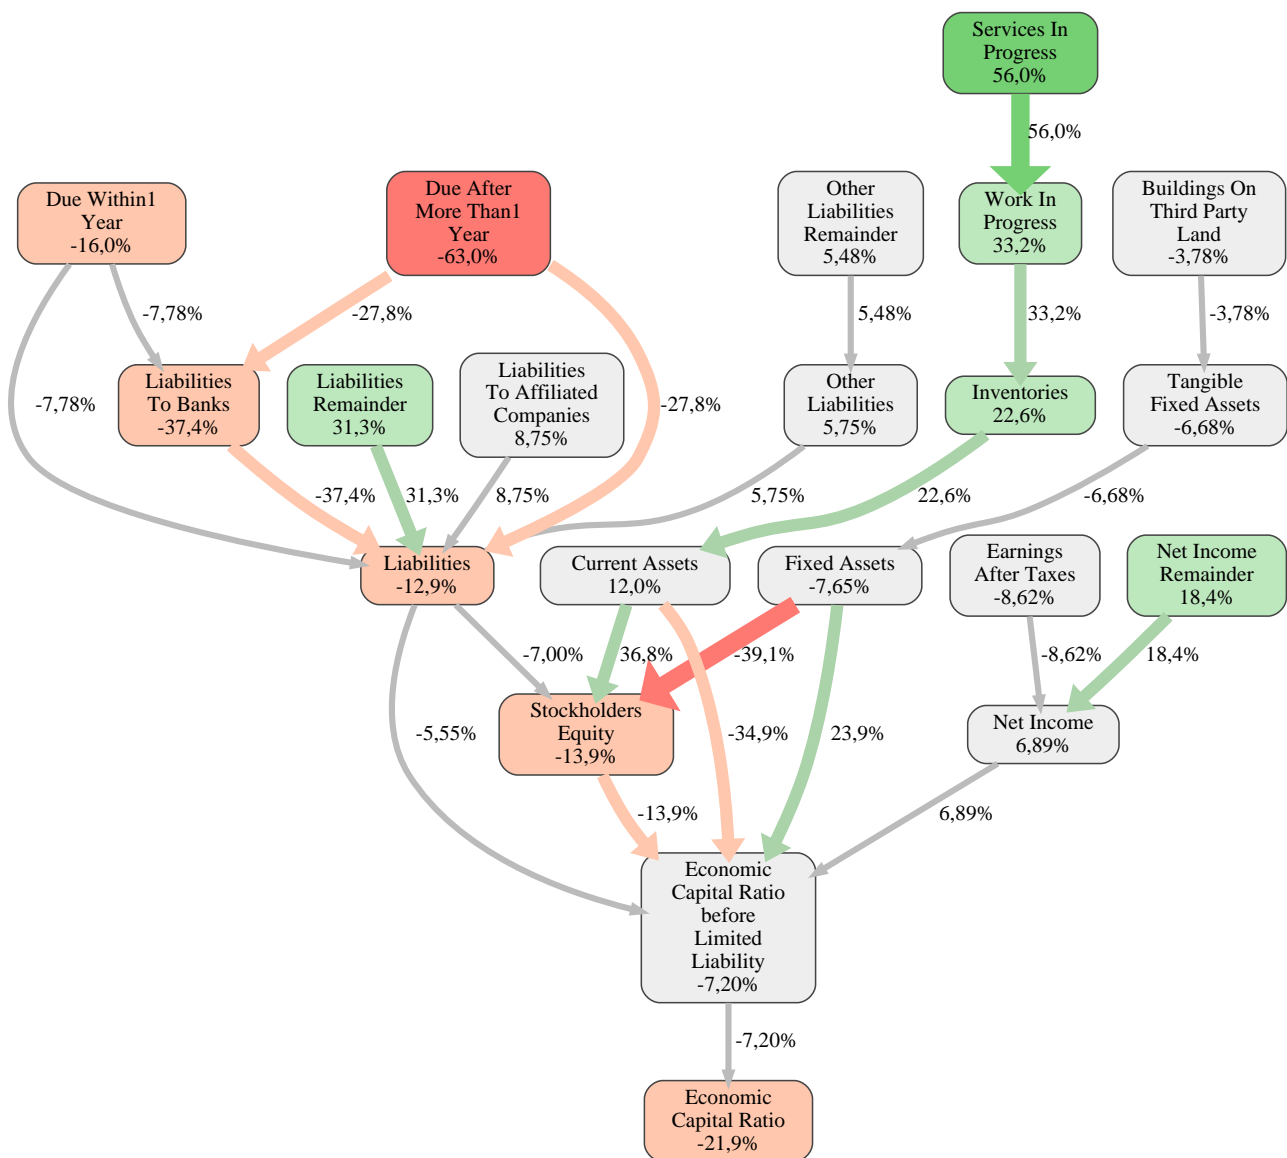 Services In
Progress
56,0%
56,0%
Due Within1
Year
-16,0%
Due After
More Than1
Year
-63,0%
Other
Liabilities
Remainder
5,48%
Work In
Progress
33,2%
Buildings On
Third Party
Land
-3,78%
-7,78%
-27,8%
5,48%
33,2%
-3,78%
-7,78%
Liabilities
To Banks
-37,4%
Liabilities
Remainder
31,3%
Liabilities
To Affiliated
Companies
8,75%
-27,8%
Other
Liabilities
5,75%
Inventories
22,6%
Tangible
Fixed Assets
-6,68%
-37,4%
31,3%
8,75%
5,75%
22,6%
-6,68%
Liabilities
-12,9%
Current Assets
12,0%
Fixed Assets
-7,65%
Earnings
After Taxes
-8,62%
Net Income
Remainder
18,4%
-7,00%
36,8%
-39,1%
-8,62%
18,4%
-5,55%
Stockholders
Equity
-13,9%
-34,9%
23,9%
Net Income
6,89%
-13,9%
6,89%
Economic
Capital Ratio
before
Limited
Liability
-7,20%
-7,20%
Economic
Capital Ratio
-21,9%